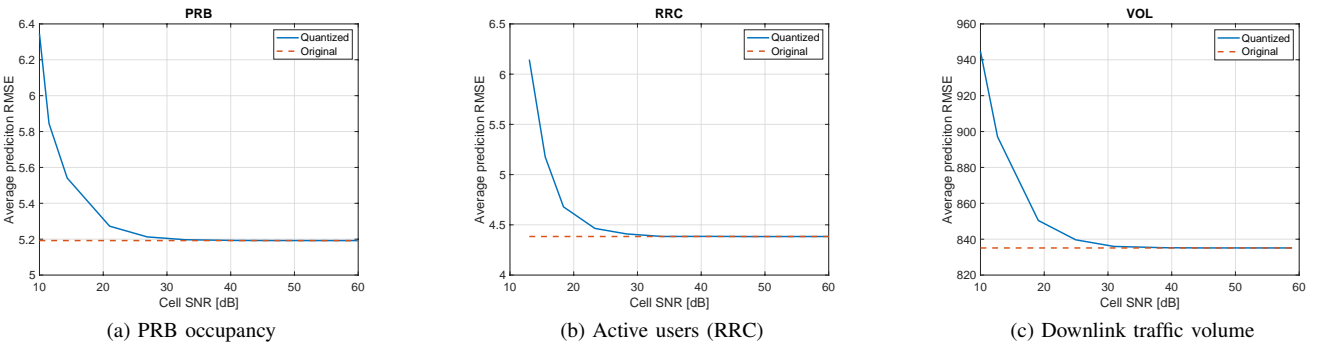 PRB
Average prediciton RMSE
6.4
6.2
6
5.8
5.6
5.4
5.2
5
10 20 30 40 50 60
Cell SNR [dB]
Quantized
Original
(a) PRB occupancy
RRC
Average prediciton RMSE
6.5
6
5.5
5
4.5
4
10 20 30 40 50 60
Cell SNR [dB]
Quantized
Original
(b) Active users (RRC)
VOL
Average prediciton RMSE
960
940
920
900
880
860
840
820
10 20 30 40 50 60
Cell SNR [dB]
Quantized
Original
(c) Downlink traffic volume